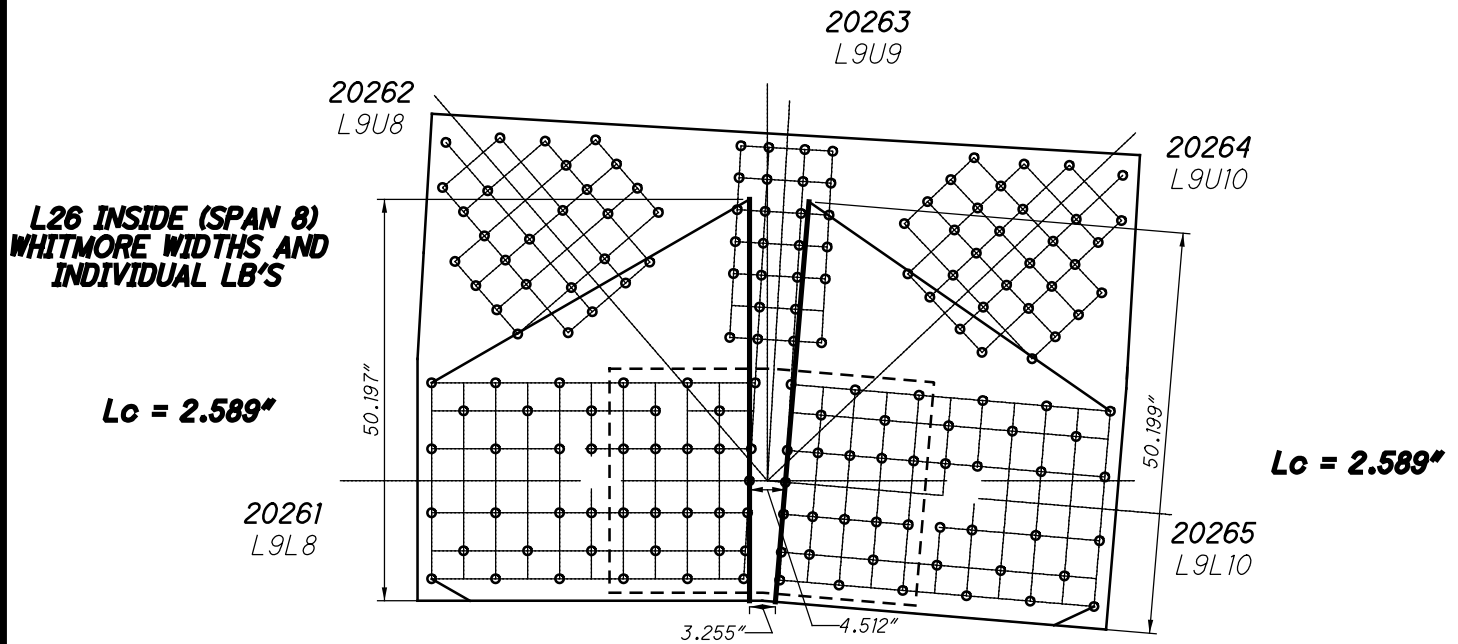 20263
L9U9
20262
L9U8
20264
L9U10
L26 INSIDE (SPAN 8)
WHITMORE WIDTHS AND
INDIVIDUAL LB'S
50.197"
Lc = 2.589"
50.199"
Lc = 2.589"
20261
L9L8
20265
L9L10
3.255"
4.512"